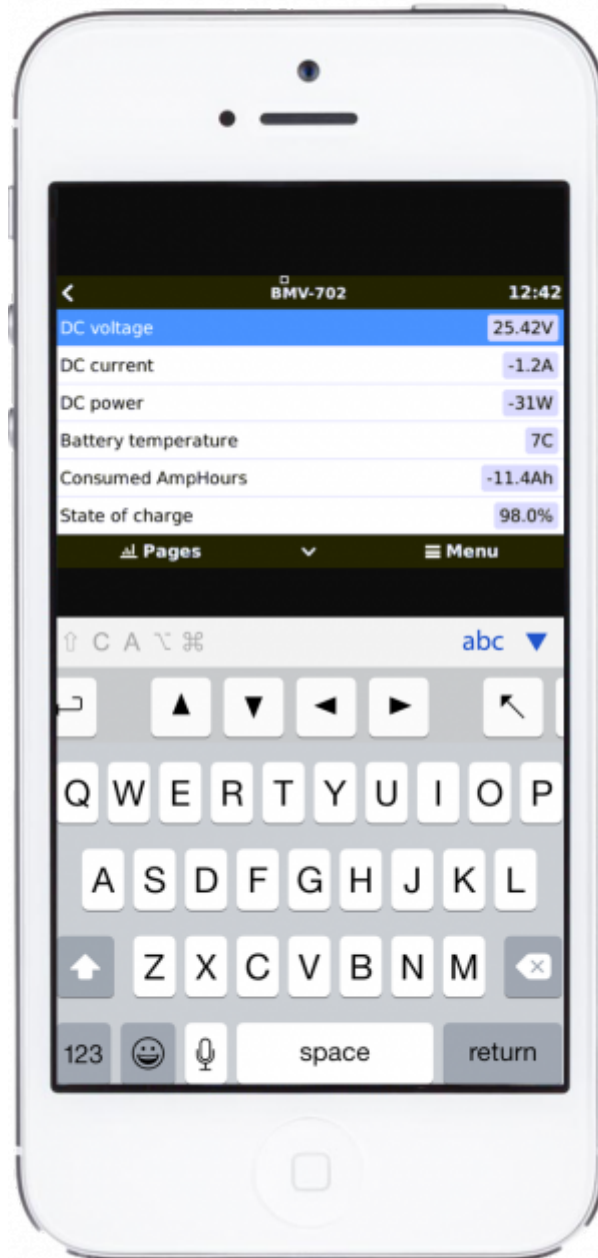 BMV-702 12:42
DC voltage 25.42V
DC current -1.2A
DC power -31W
Battery temperature 7C
Consumed AmpHours -11.4Ah
State of charge 98.0%
Pages Menu
C A abc
Q W E R T Y U I O P
A S D F G H J K L
Z X C V B N M
123 space return